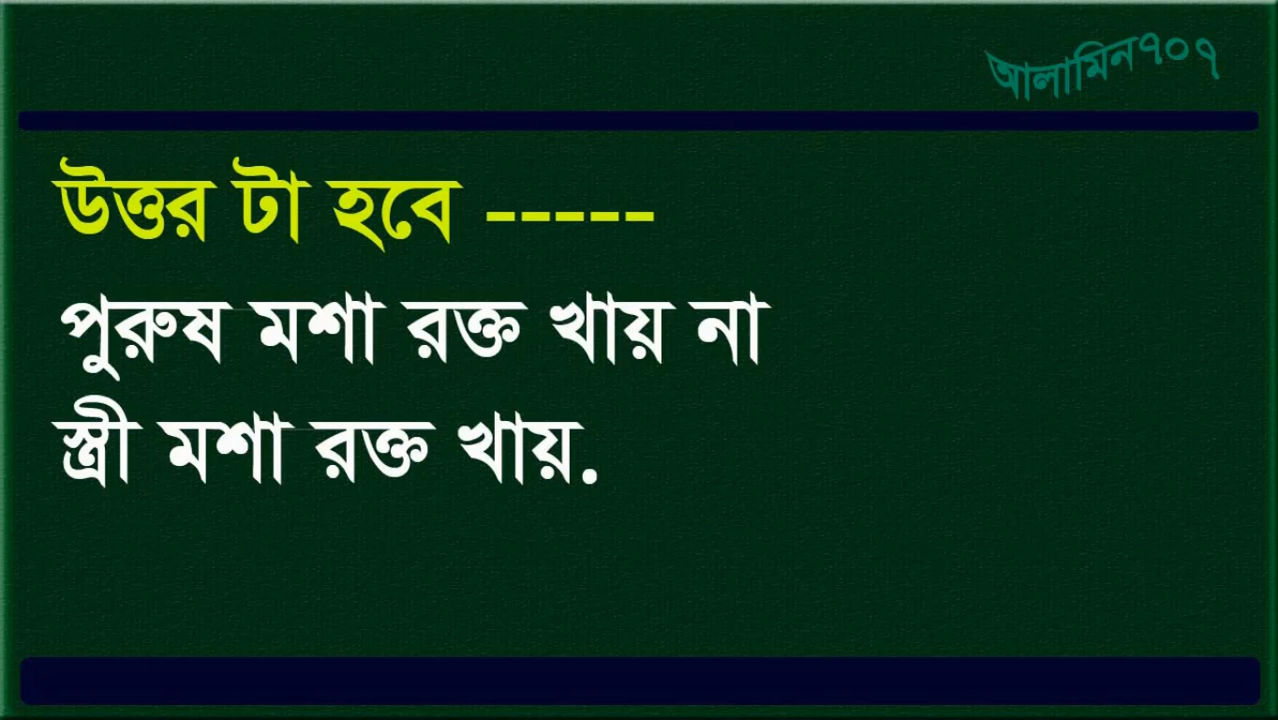 আলামিন৭০৭
উত্তর টা হবে -----
পুরুষ মশা রক্ত খায় না
স্ত্রী মশা রক্ত খায়.